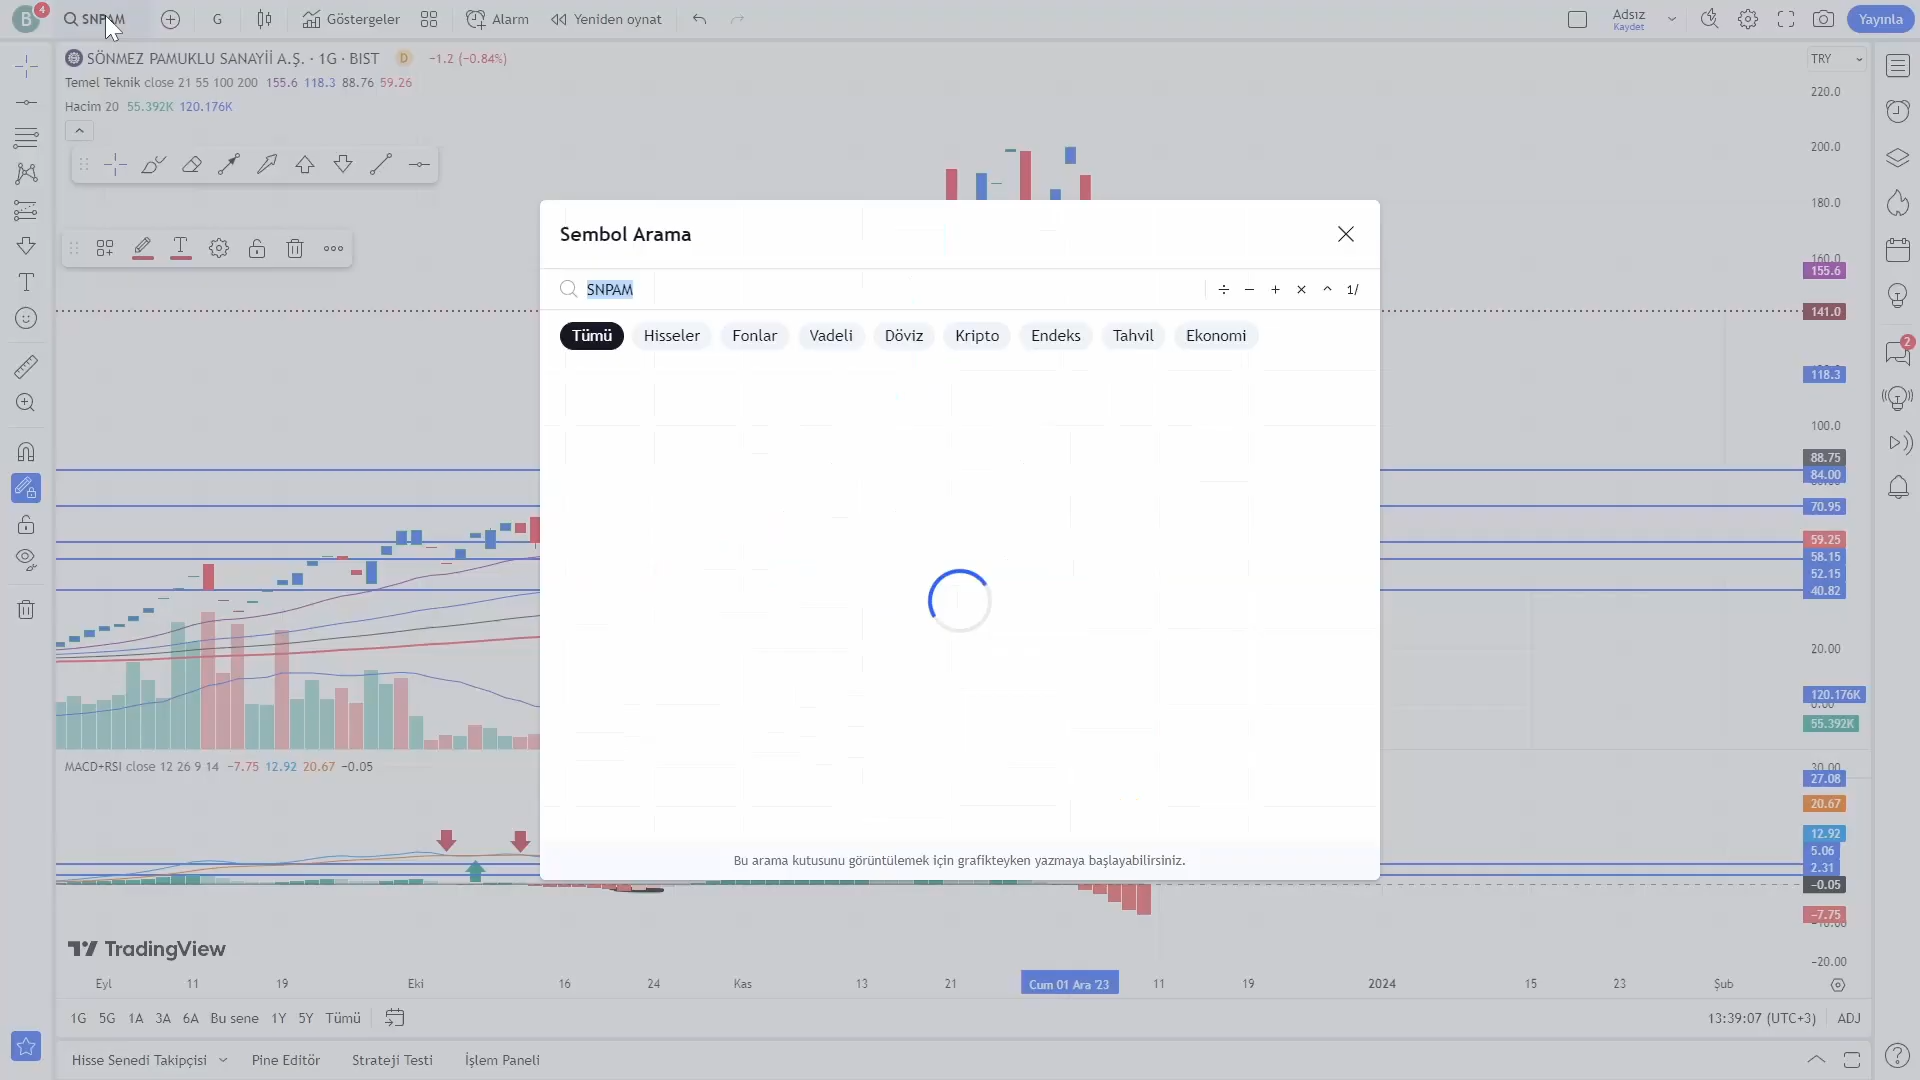 B 4 SNPAM G Göstergeler Alarm Yeniden oynat Adsız Kaydet Yayınla
SÖNMEZ PAMUKLU SANAYİİ A.Ş. · 1G · BIST D −1.2 (−0.84%)
TRY
Temel Teknik close 21 55 100 200 155.6 118.3 88.76 59.26
220.0
Hacim 20 55.392K 120.176K
200.0
180.0
Sembol Arama
160.0
155.6
SNPAM ÷ − + × ^ 1/
141.0
Tümü Hisseler Fonlar Vadeli Döviz Kripto Endeks Tahvil Ekonomi
2
118.3
100.0
88.75
84.00
70.95
59.25
58.15
52.15
40.82
20.00
120.176K
0.00
55.392K
MACD+RSI close 12 26 9 14 −7.75 12.92 20.67 −0.05
30.00
27.08
20.67
12.92
5.06
Bu arama kutusunu görüntülemek için grafikteyken yazmaya başlayabilirsiniz.
2.31
−0.05
−7.75
TradingView
−20.00
Eyl 11 19 Eki 16 24 Kas 13 21 Cum 01 Ara '23 11 19 2024 15 23 Şub
1G 5G 1A 3A 6A Bu sene 1Y 5Y Tümü 13:39:07 (UTC+3) ADJ
Hisse Senedi Takipçisi Pine Editör Strateji Testi İşlem Paneli